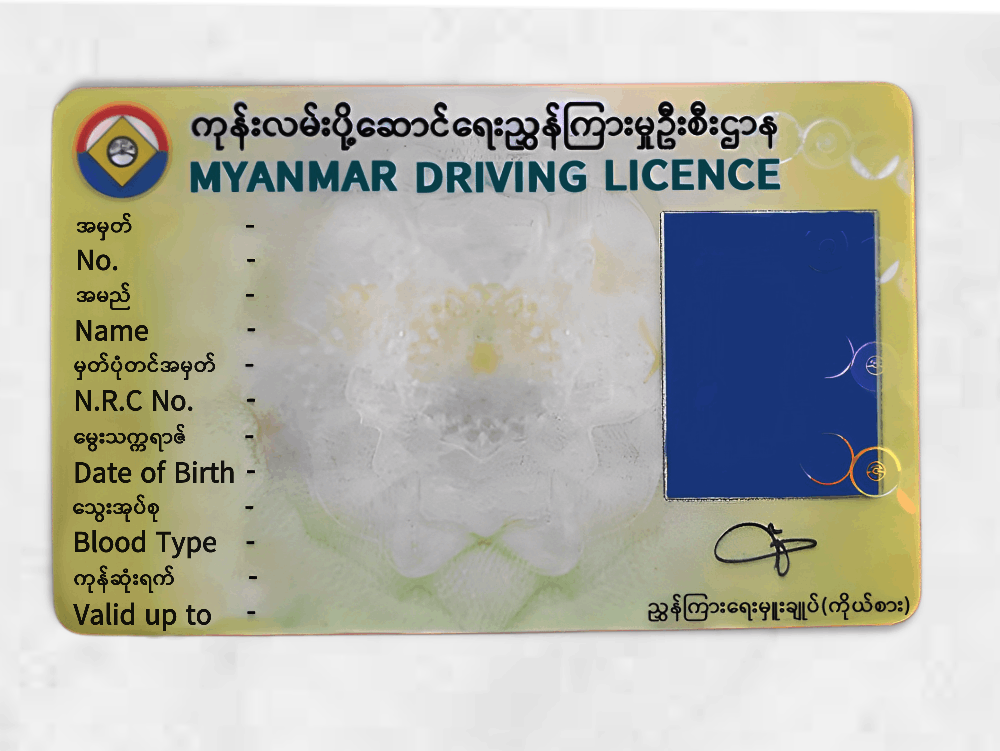 ကုန်းလမ်းပို့ဆောင်ရေးညွှန်ကြားမှုဦးစီးဌာန
MYANMAR DRIVING LICENCE
အမှတ် -
No. -
အမည် -
Name -
မှတ်ပုံတင်အမှတ် -
N.R.C No. -
မွေးသက္ကရာဇ် -
Date of Birth -
သွေးအုပ်စု -
Blood Type -
ကုန်ဆုံးရက် -
Valid up to -
ညွှန်ကြားရေးမှူးချုပ်(ကိုယ်စား)